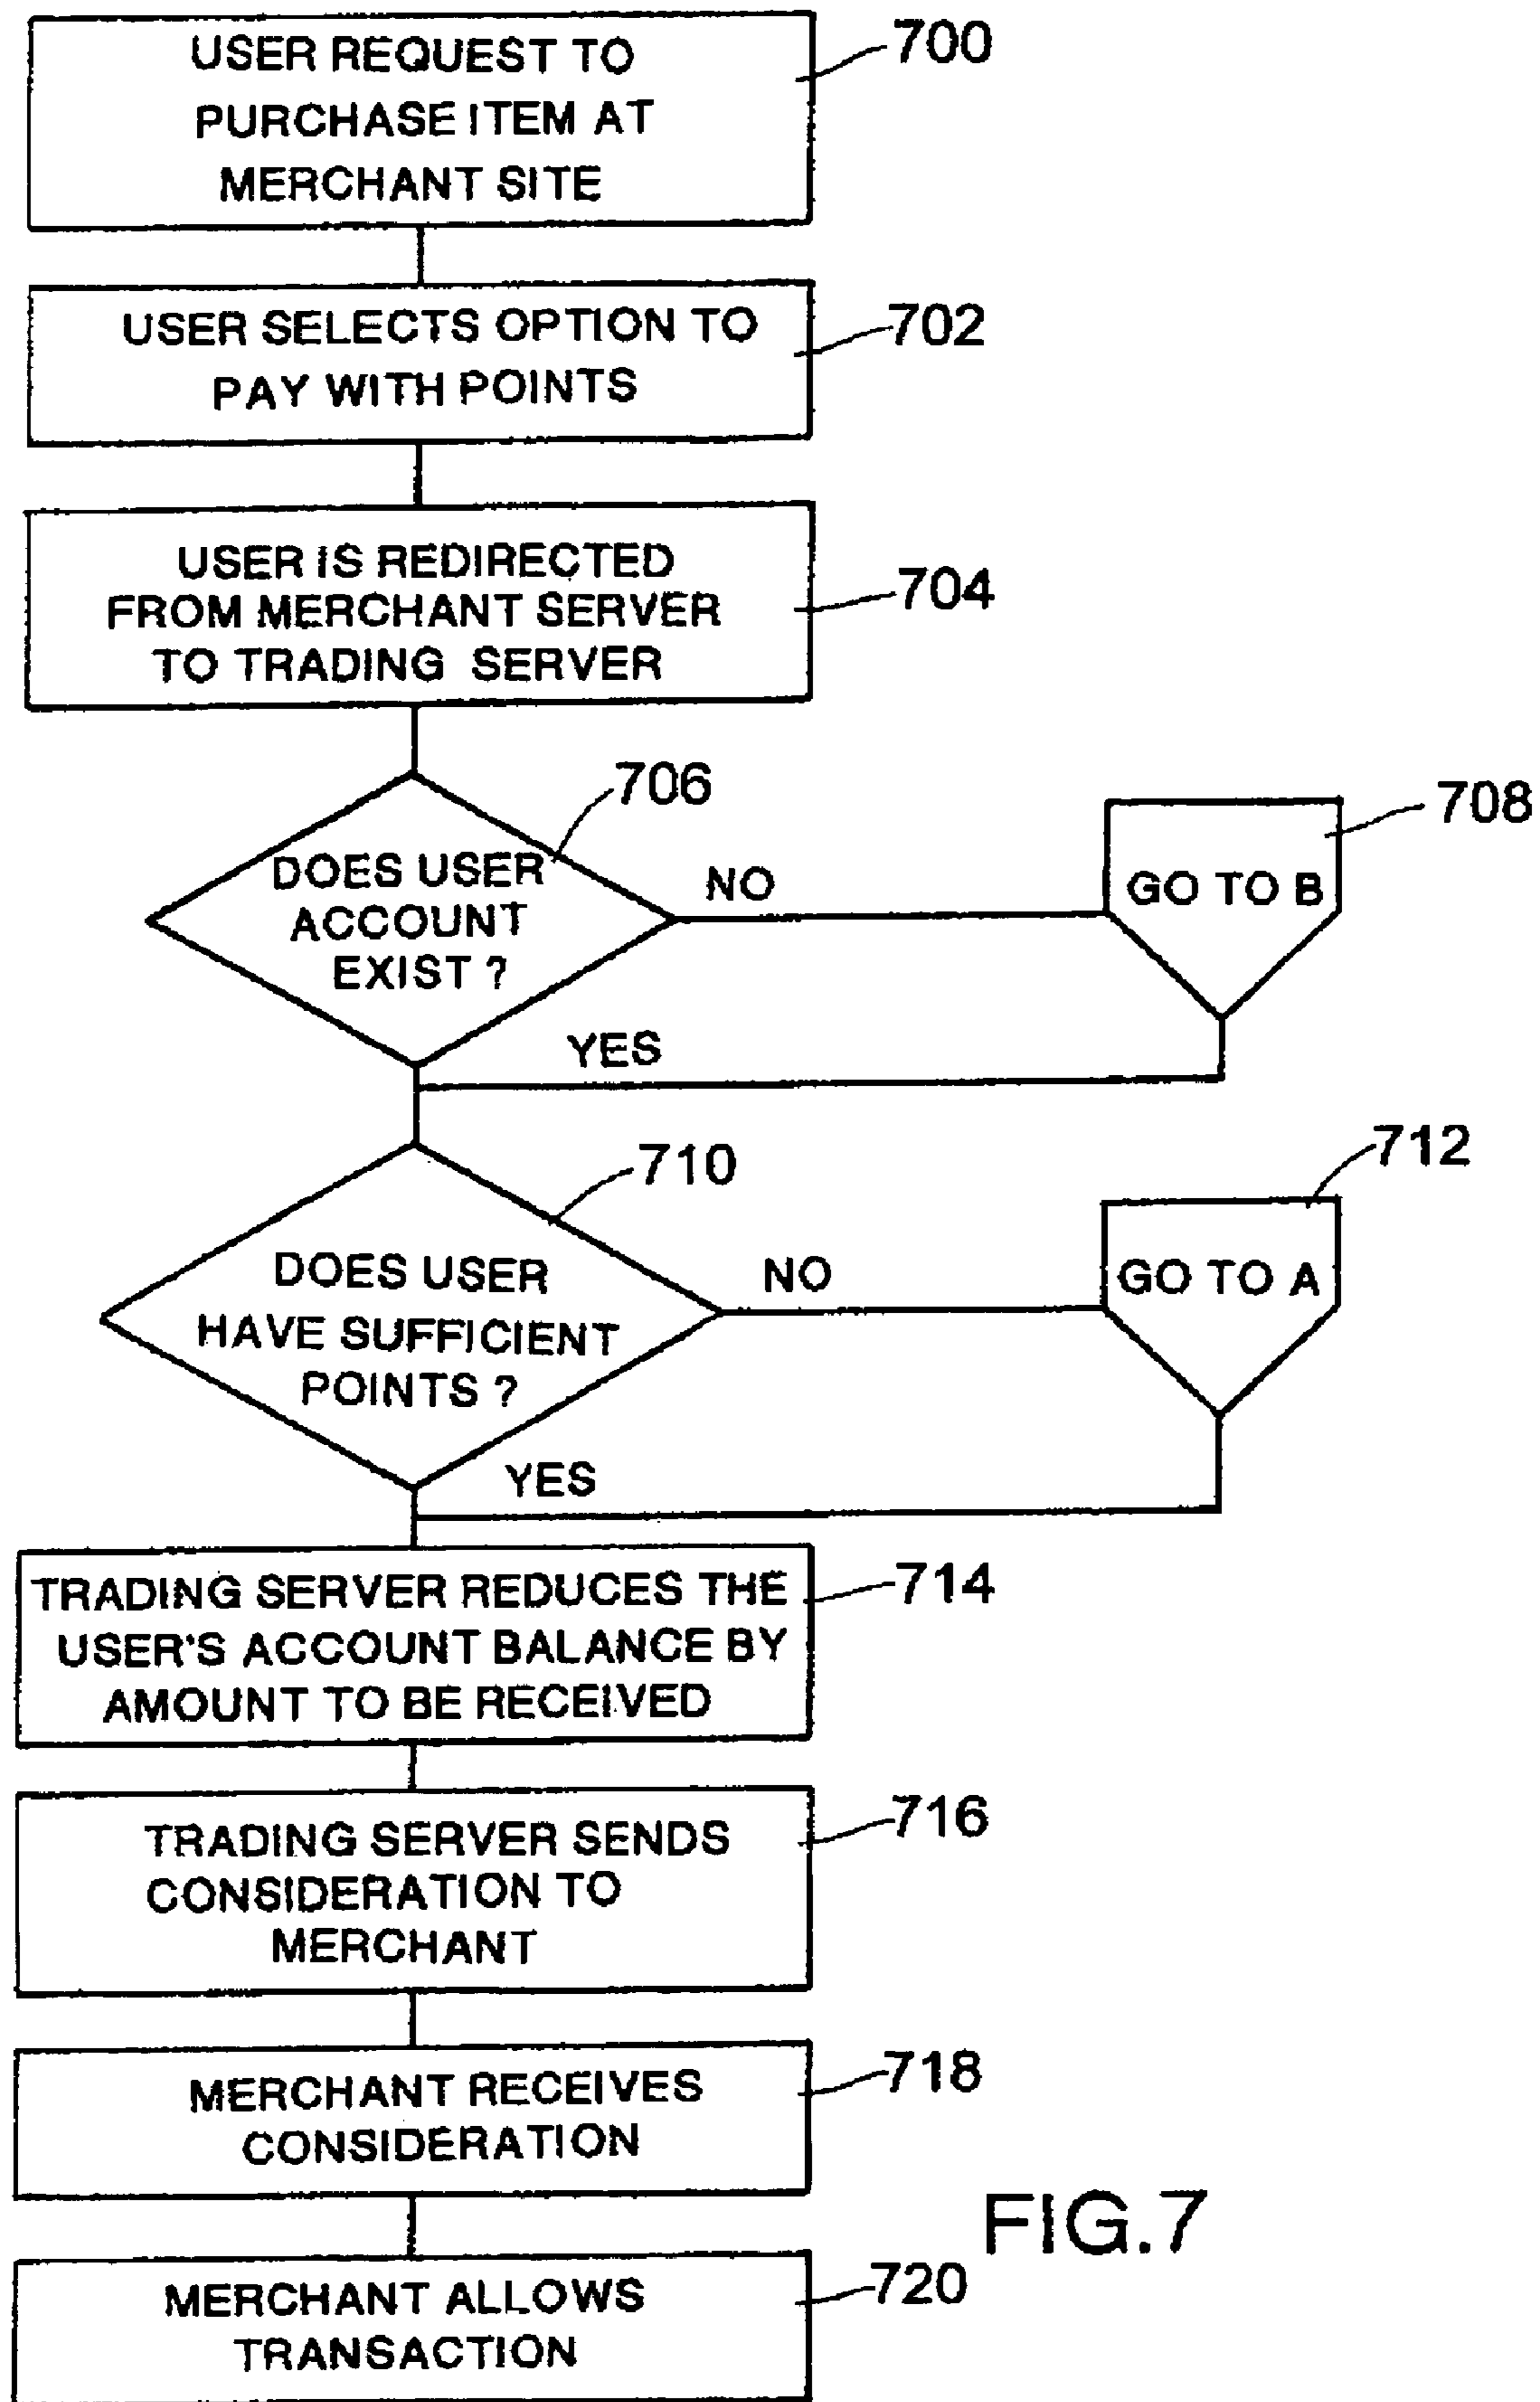 USER REQUEST TO
PURCHASE ITEM AT
MERCHANT SITE
700
USER SELECTS OPTION TO
PAY WITH POINTS
702
USER IS REDIRECTED
FROM MERCHANT SERVER
TO TRADING SERVER
704
706
DOES USER
ACCOUNT
EXIST ?
NO
708
GO TO B
YES
710
DOES USER
HAVE SUFFICIENT
POINTS ?
NO
712
GO TO A
YES
TRADING SERVER REDUCES THE
USER'S ACCOUNT BALANCE BY
AMOUNT TO BE RECEIVED
714
TRADING SERVER SENDS
CONSIDERATION TO
MERCHANT
716
MERCHANT RECEIVES
CONSIDERATION
718
MERCHANT ALLOWS
TRANSACTION
720
FIG.7